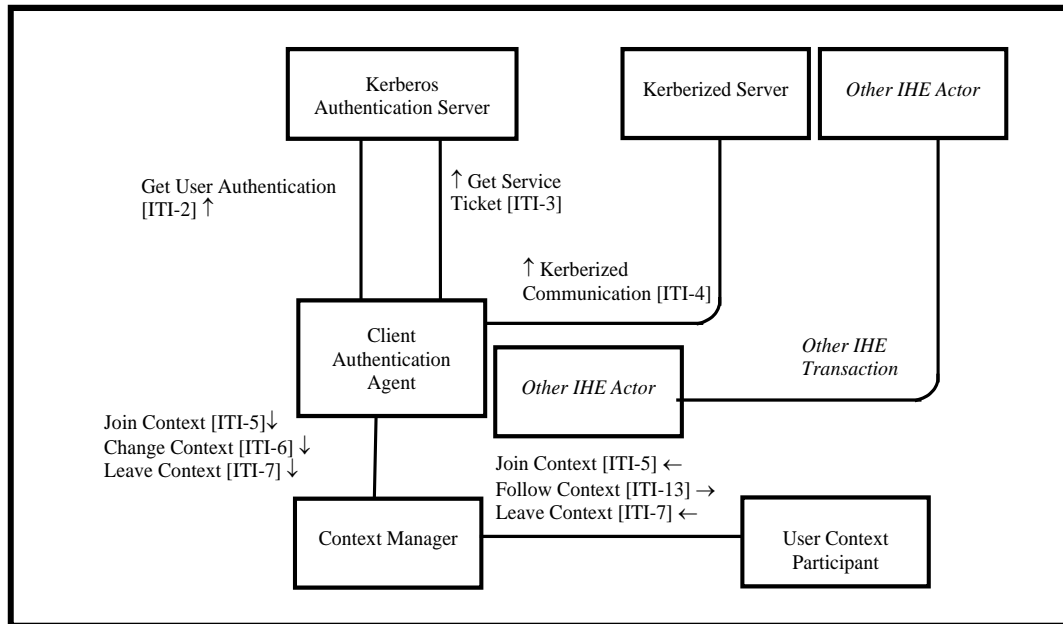 Kerberos
Authentication Server
Kerberized Server
Other IHE Actor
Get User Authentication
[ITI-2] ↑
↑ Get Service
Ticket [ITI-3]
↑ Kerberized
Communication [ITI-4]
Client
Authentication
Agent
Other IHE Actor
Other IHE
Transaction
Join Context [ITI-5]↓
Change Context [ITI-6] ↓
Leave Context [ITI-7] ↓
Join Context [ITI-5] ←
Follow Context [ITI-13] →
Leave Context [ITI-7] ←
Context Manager
User Context
Participant